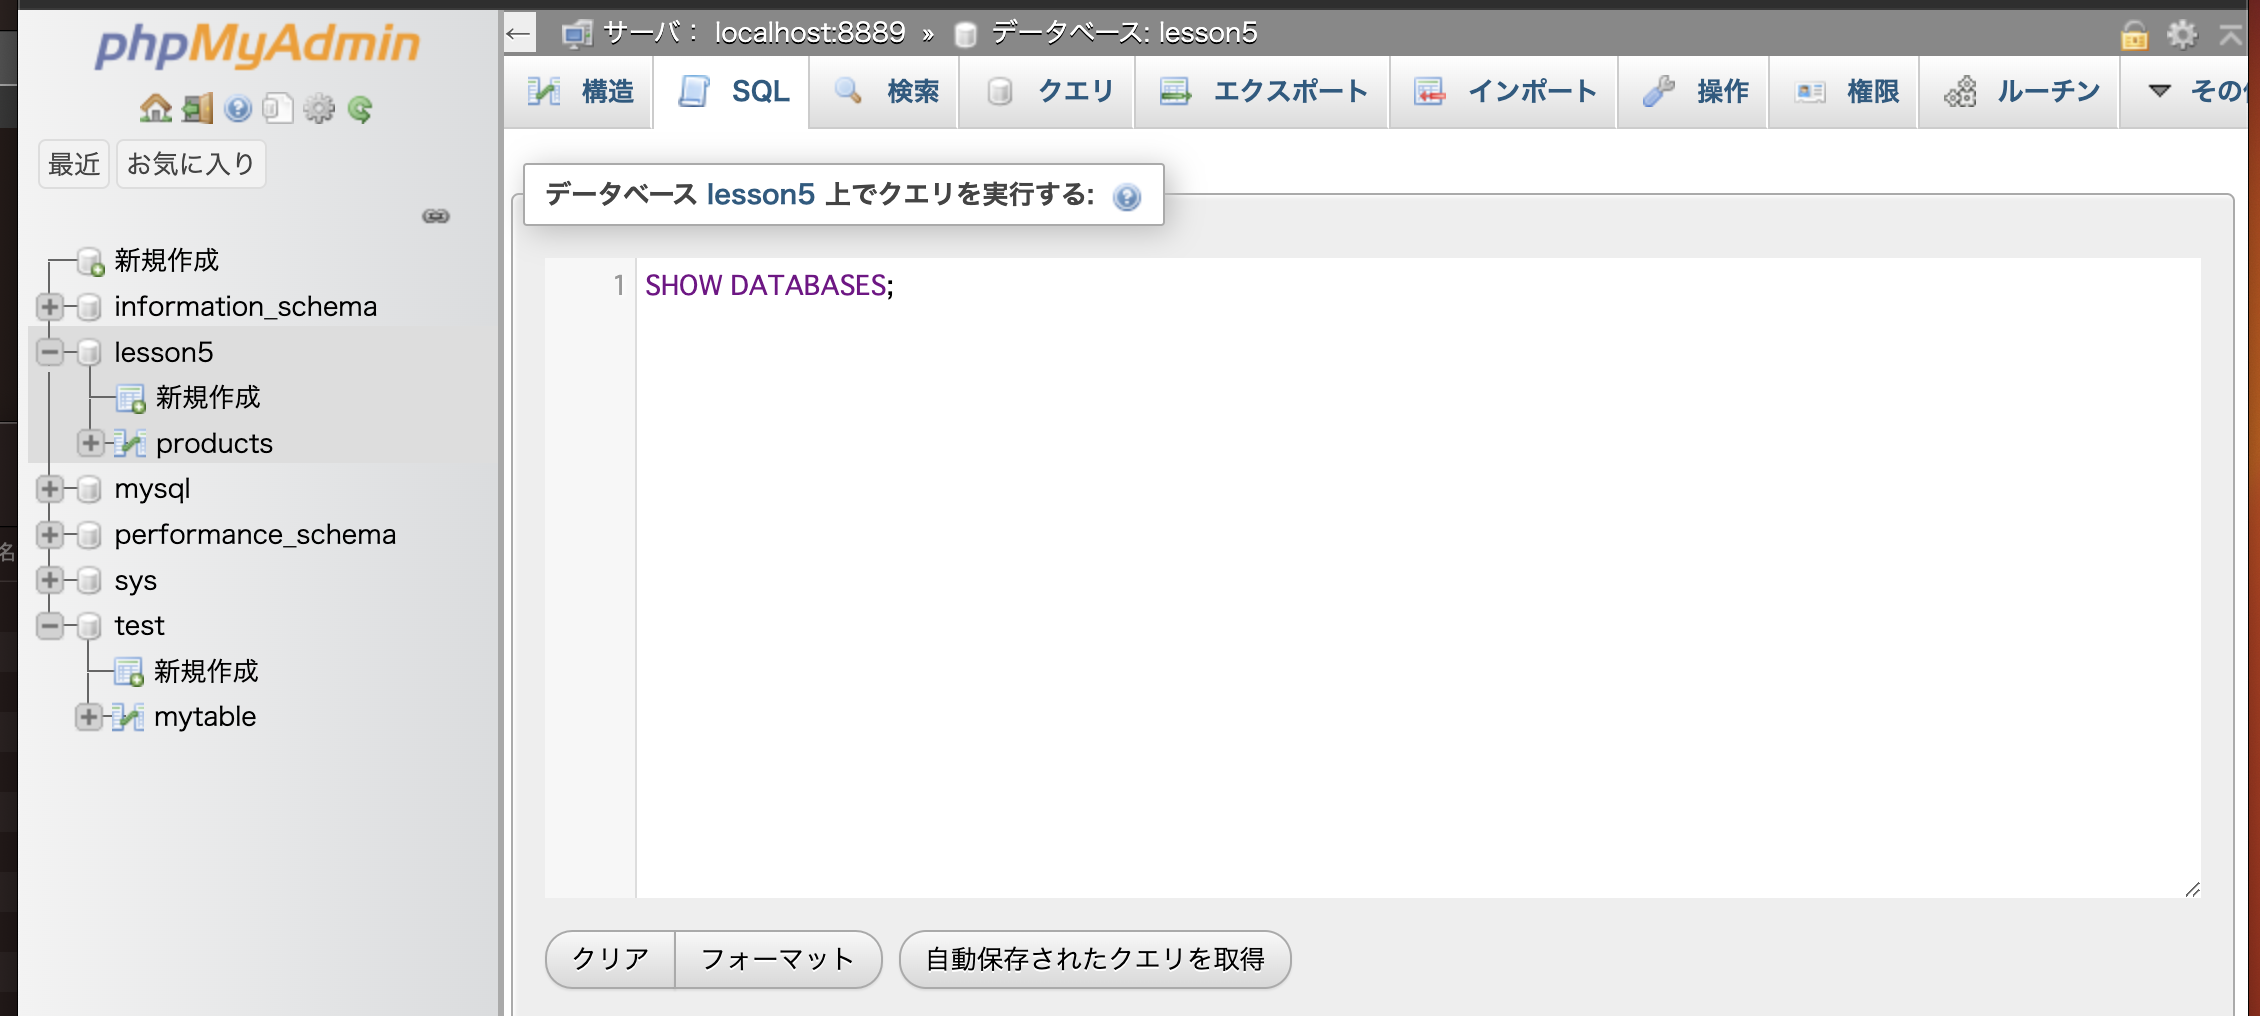 phpMyAdmin
最近 お気に入り
新規作成
information_schema
lesson5
新規作成
products
mysql
performance_schema
sys
test
新規作成
mytable
名
← サーバ： localhost:8889 » データベース: lesson5
構造 SQL 検索 クエリ エクスポート インポート 操作 権限 ルーチン
データベース lesson5 上でクエリを実行する:
1 SHOW DATABASES;
クリア フォーマット 自動保存されたクエリを取得